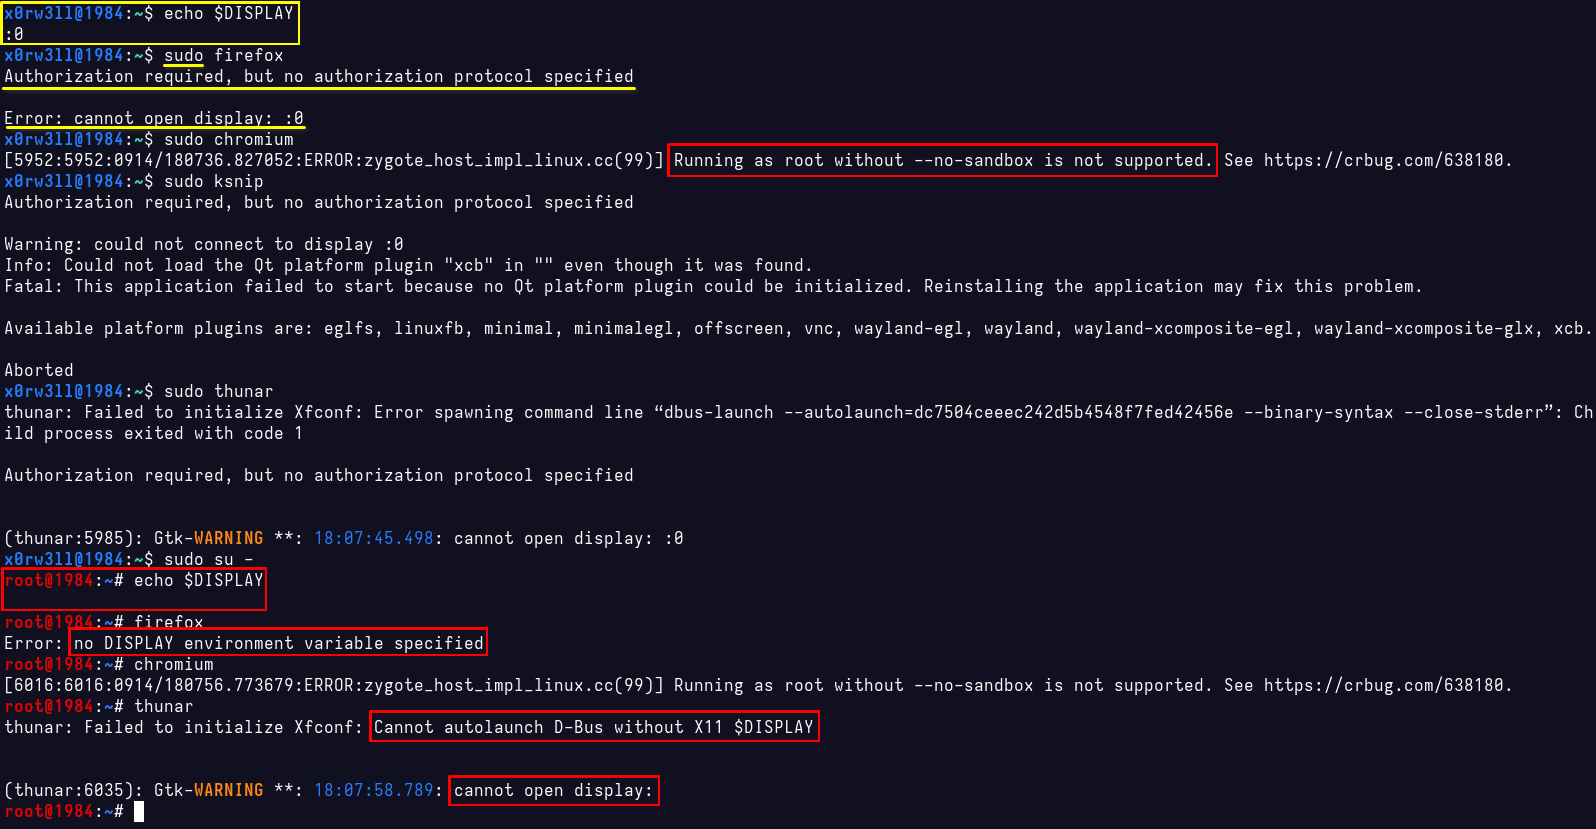 x0rw3ll@1984:~$ echo $DISPLAY
:0
x0rw3ll@1984:~$ sudo firefox
Authorization required, but no authorization protocol specified
Error: cannot open display: :0
x0rw3ll@1984:~$ sudo chromium
[5952:5952:0914/180736.827052:ERROR:zygote_host_impl_linux.cc(99)] Running as root without --no-sandbox is not supported. See https://crbug.com/638180.
x0rw3ll@1984:~$ sudo ksnip
Authorization required, but no authorization protocol specified
Warning: could not connect to display :0
Info: Could not load the Qt platform plugin "xcb" in "" even though it was found.
Fatal: This application failed to start because no Qt platform plugin could be initialized. Reinstalling the application may fix this problem.
Available platform plugins are: eglfs, linuxfb, minimal, minimalegl, offscreen, vnc, wayland-egl, wayland, wayland-xcomposite-egl, wayland-xcomposite-glx, xcb.
Aborted
x0rw3ll@1984:~$ sudo thunar
thunar: Failed to initialize Xfconf: Error spawning command line “dbus-launch --autolaunch=dc7504ceeec242d5b4548f7fed42456e --binary-syntax --close-stderr”: Ch
ild process exited with code 1
Authorization required, but no authorization protocol specified
(thunar:5985): Gtk-WARNING **: 18:07:45.498: cannot open display: :0
x0rw3ll@1984:~$ sudo su -
root@1984:~# echo $DISPLAY
root@1984:~# firefox
Error: no DISPLAY environment variable specified
root@1984:~# chromium
[6016:6016:0914/180756.773679:ERROR:zygote_host_impl_linux.cc(99)] Running as root without --no-sandbox is not supported. See https://crbug.com/638180.
root@1984:~# thunar
thunar: Failed to initialize Xfconf: Cannot autolaunch D-Bus without X11 $DISPLAY
(thunar:6035): Gtk-WARNING **: 18:07:58.789: cannot open display:
root@1984:~#